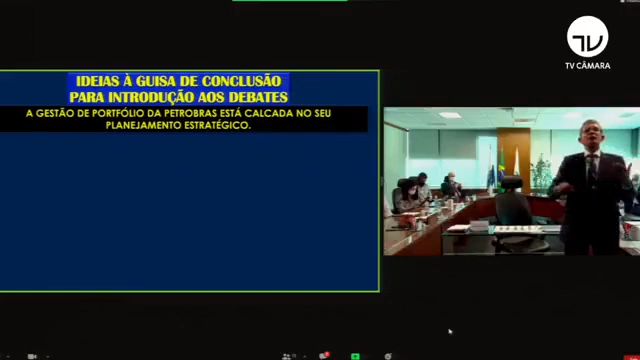 TV CÂMARA
IDEIAS À GUISA DE CONCLUSÃO
PARA INTRODUÇÃO AOS DEBATES
A GESTÃO DE PORTFÓLIO DA PETROBRAS ESTÁ CALCADA NO SEU
PLANEJAMENTO ESTRATÉGICO.